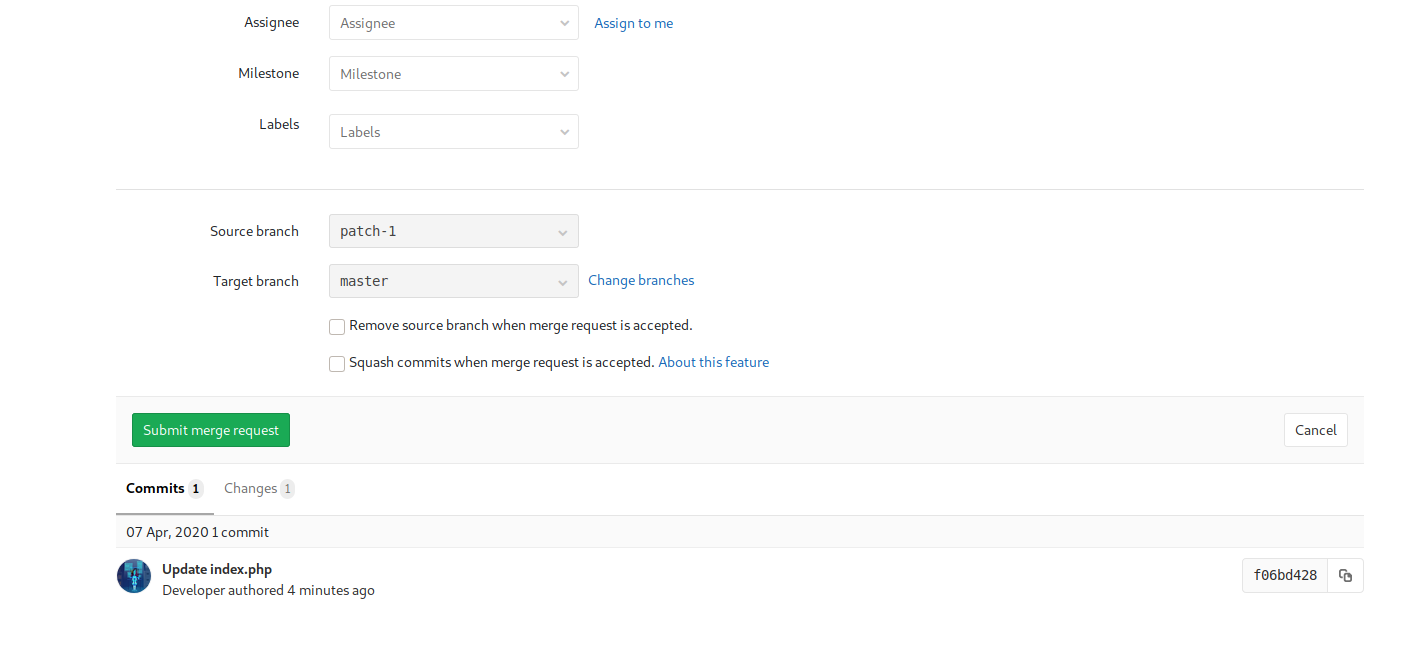 Assignee Assignee Assign to me
Milestone Milestone
Labels Labels
Source branch patch-1
Target branch master Change branches
Remove source branch when merge request is accepted.
Squash commits when merge request is accepted. About this feature
Submit merge request Cancel
Commits 1 Changes 1
07 Apr, 2020 1 commit
Update index.php f06bd428
Developer authored 4 minutes ago